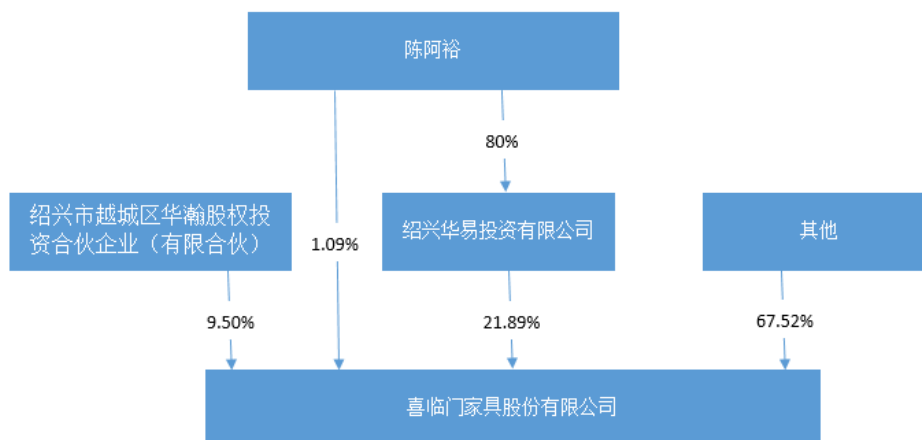 陈阿裕
80%
绍兴市越城区华瀚股权投
资合伙企业（有限合伙）
1.09%
绍兴华易投资有限公司
其他
9.50%
21.89%
67.52%
喜临门家具股份有限公司